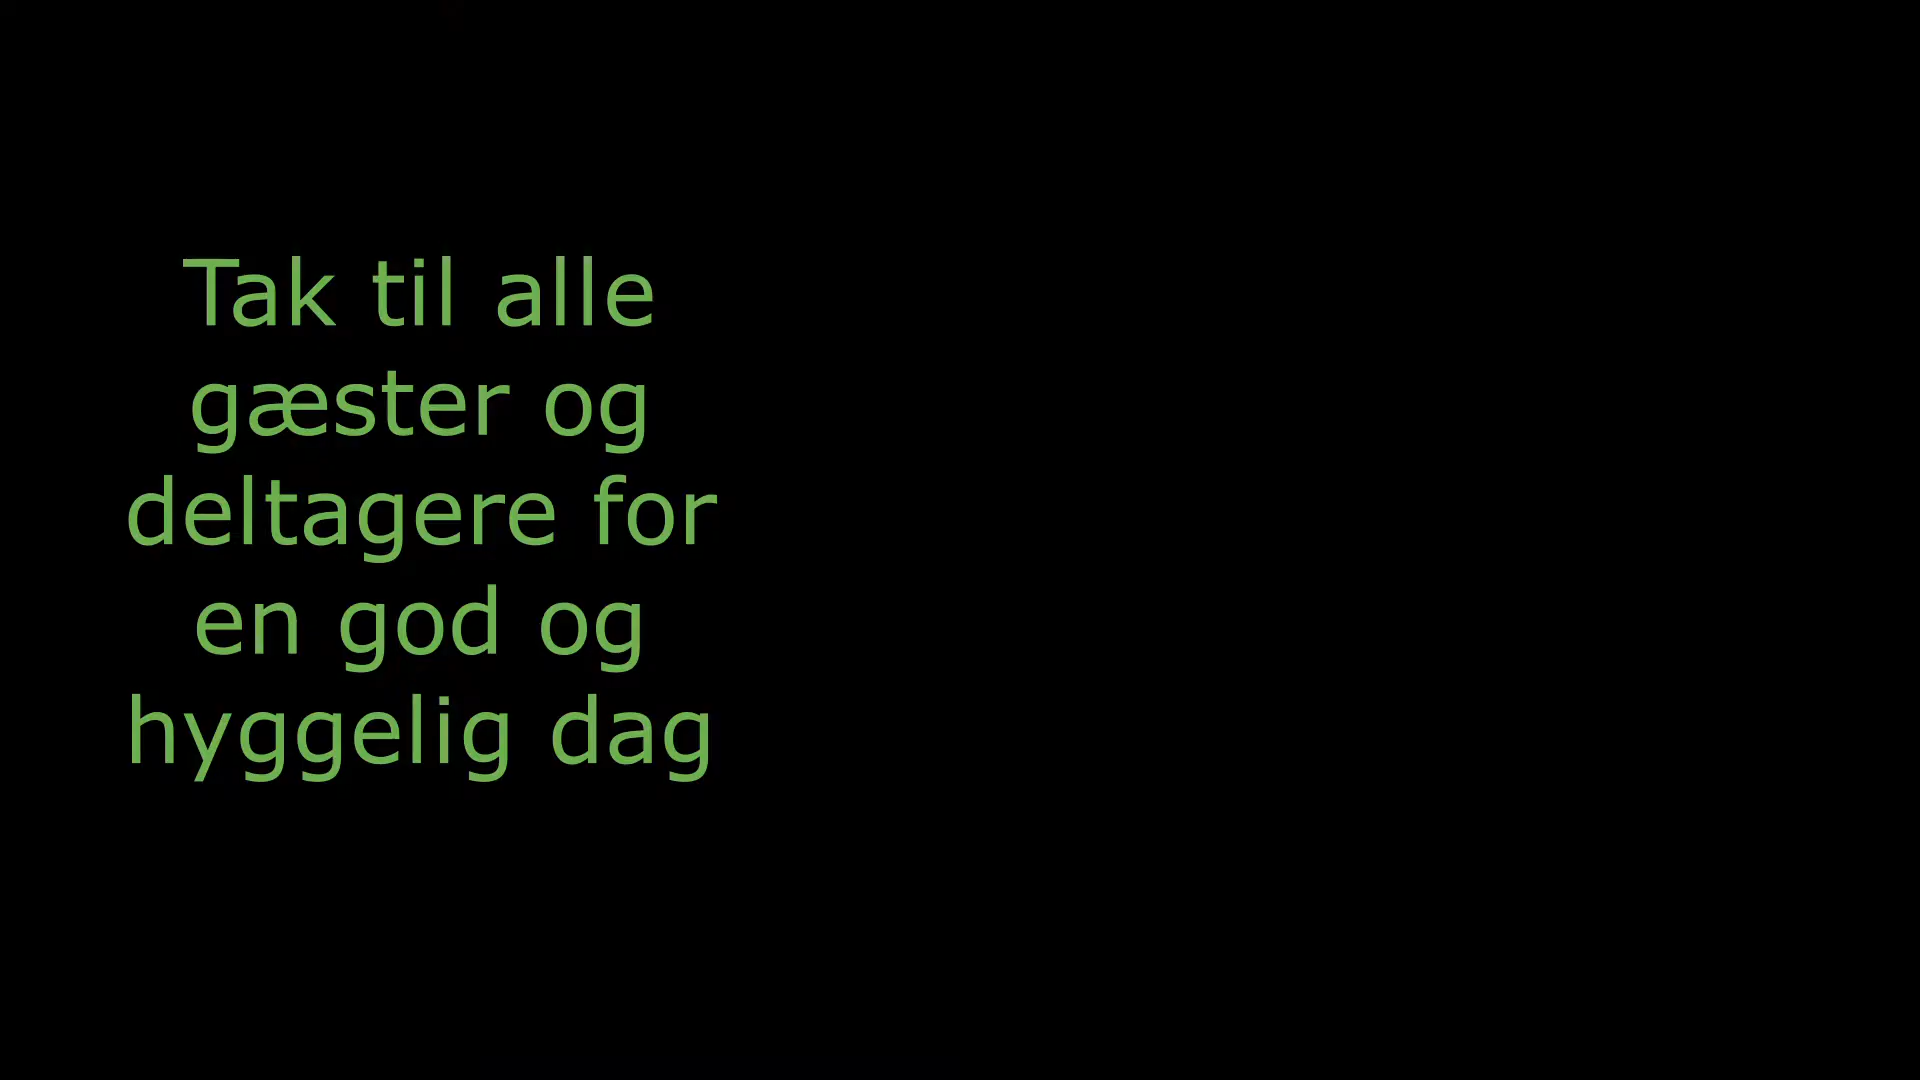 Tak til alle
gæster og
deltagere for
en god og
hyggelig dag